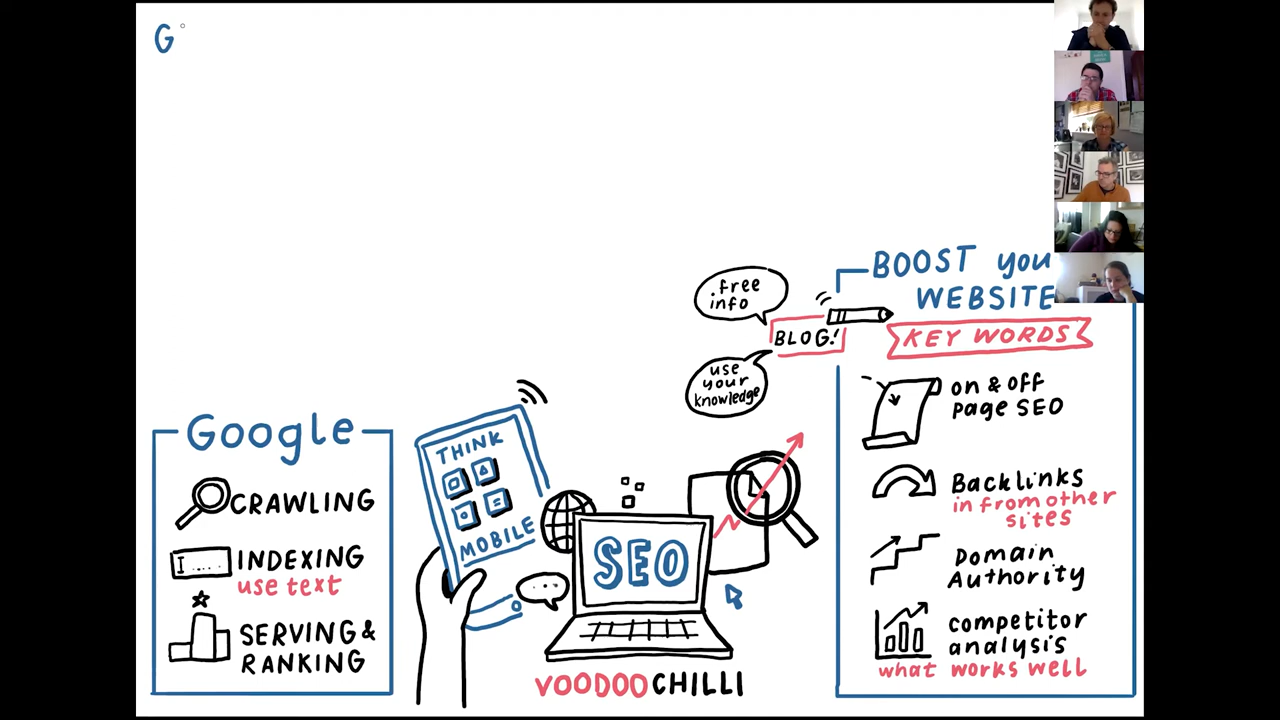 G
BOOST you
WEBSITE
KEY WORDS
free
info
BLOG!
use
your
knowledge
on & off
page SEO
Backlinks
in from other
sites
Domain
Authority
competitor
analysis
what works well
Google
CRAWLING
INDEXING
use text
SERVING &
RANKING
THINK
MOBILE
SEO
VOODOOCHILLI